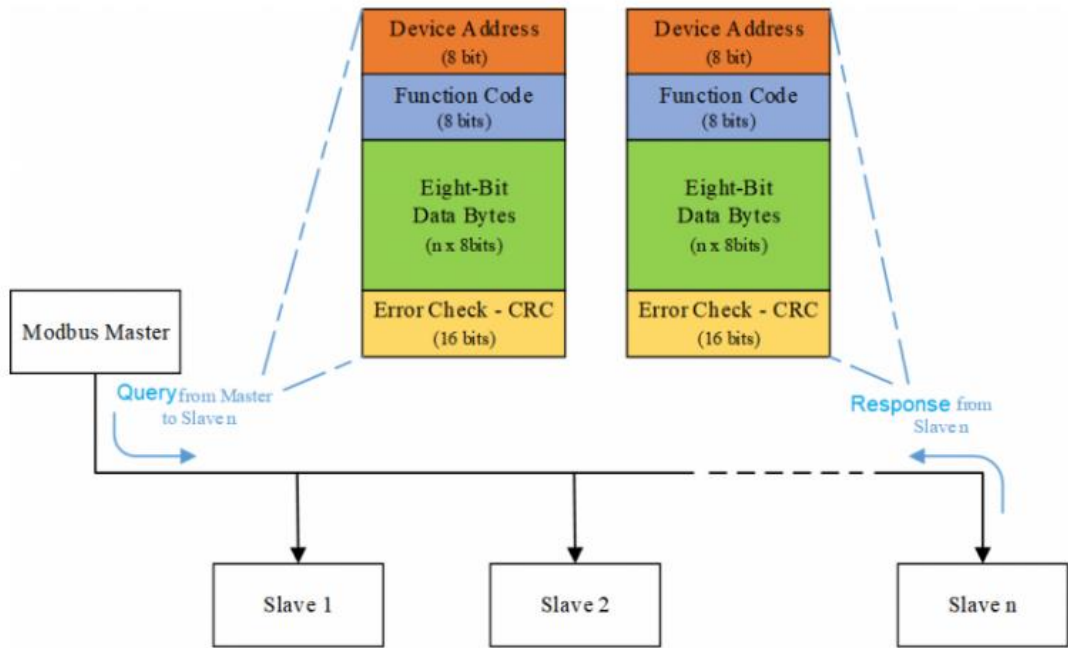 Device Address
(8 bit)
Function Code
(8 bits)
Eight-Bit
Data Bytes
(n x 8bits)
Error Check - CRC
(16 bits)
Device Address
(8 bit)
Function Code
(8 bits)
Eight-Bit
Data Bytes
(n x 8bits)
Error Check - CRC
(16 bits)
Modbus Master
Query from Master
to Slave n
Response from
Slave n
Slave 1
Slave 2
Slave n